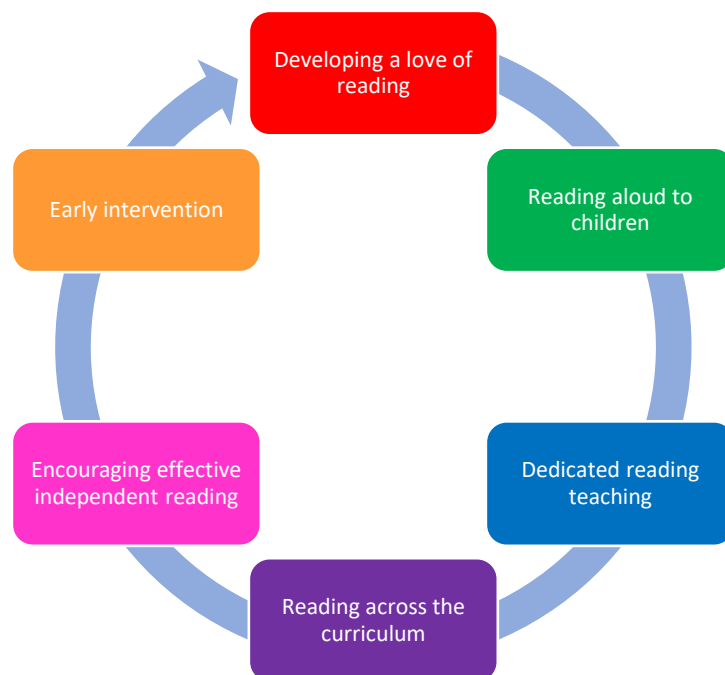 Developing a love of
reading
Reading aloud to
children
Dedicated reading
teaching
Reading across the
curriculum
Encouraging effective
independent reading
Early intervention